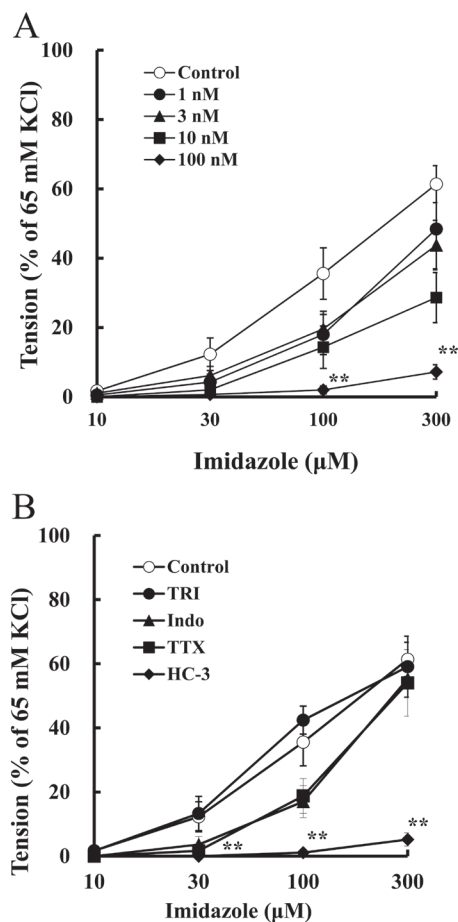 A
Tension (% of 65 mM KCl)
100
80
60
40
20
0
Control
1 nM
3 nM
10 nM
100 nM
**
**
10 30 100 300
Imidazole (µM)
B
Tension (% of 65 mM KCl)
100
80
60
40
20
0
Control
TRI
Indo
TTX
HC-3
**
**
**
10 30 100 300
Imidazole (µM)